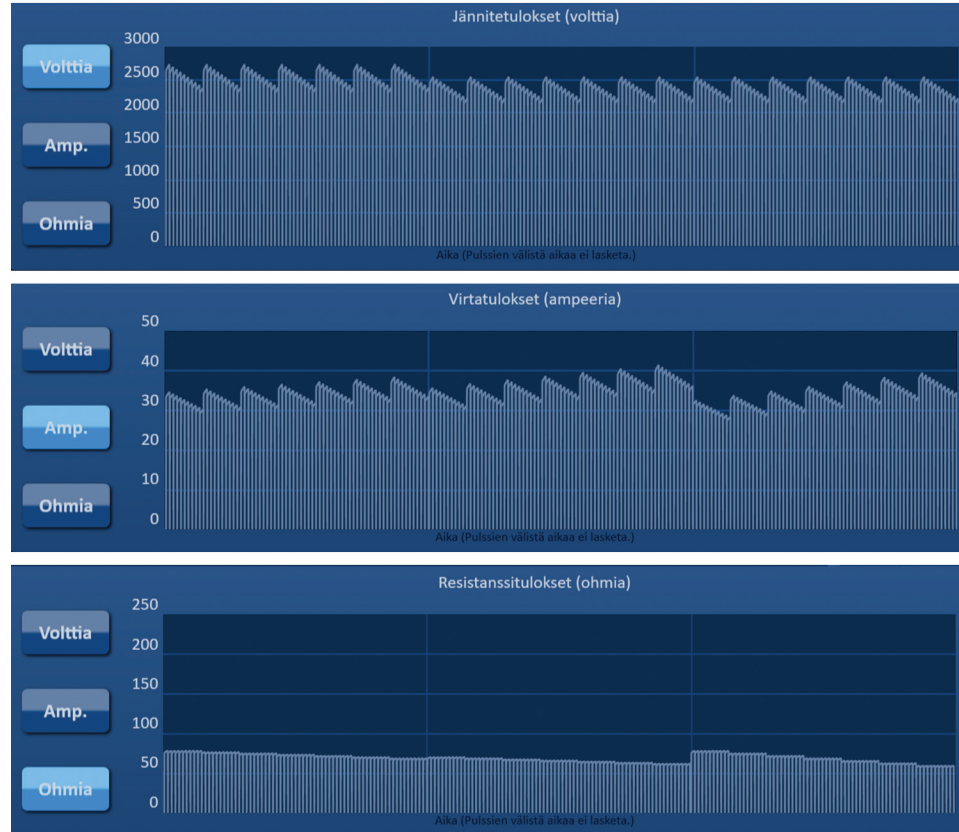 Jännitetulokset (volttia)
3000
Volttia
2500
2000
Amp.
1500
1000
500
Ohmia
0
Aika (Pulssien välistä aikaa ei lasketa.)
Virtatulokset (ampeeria)
50
Volttia
40
30
Amp.
20
10
Ohmia
0
Aika (Pulssien välistä aikaa ei lasketa.)
Resistanssitulokset (ohmia)
250
Volttia
200
150
Amp.
100
50
Ohmia
0
Aika (Pulssien välistä aikaa ei lasketa.)